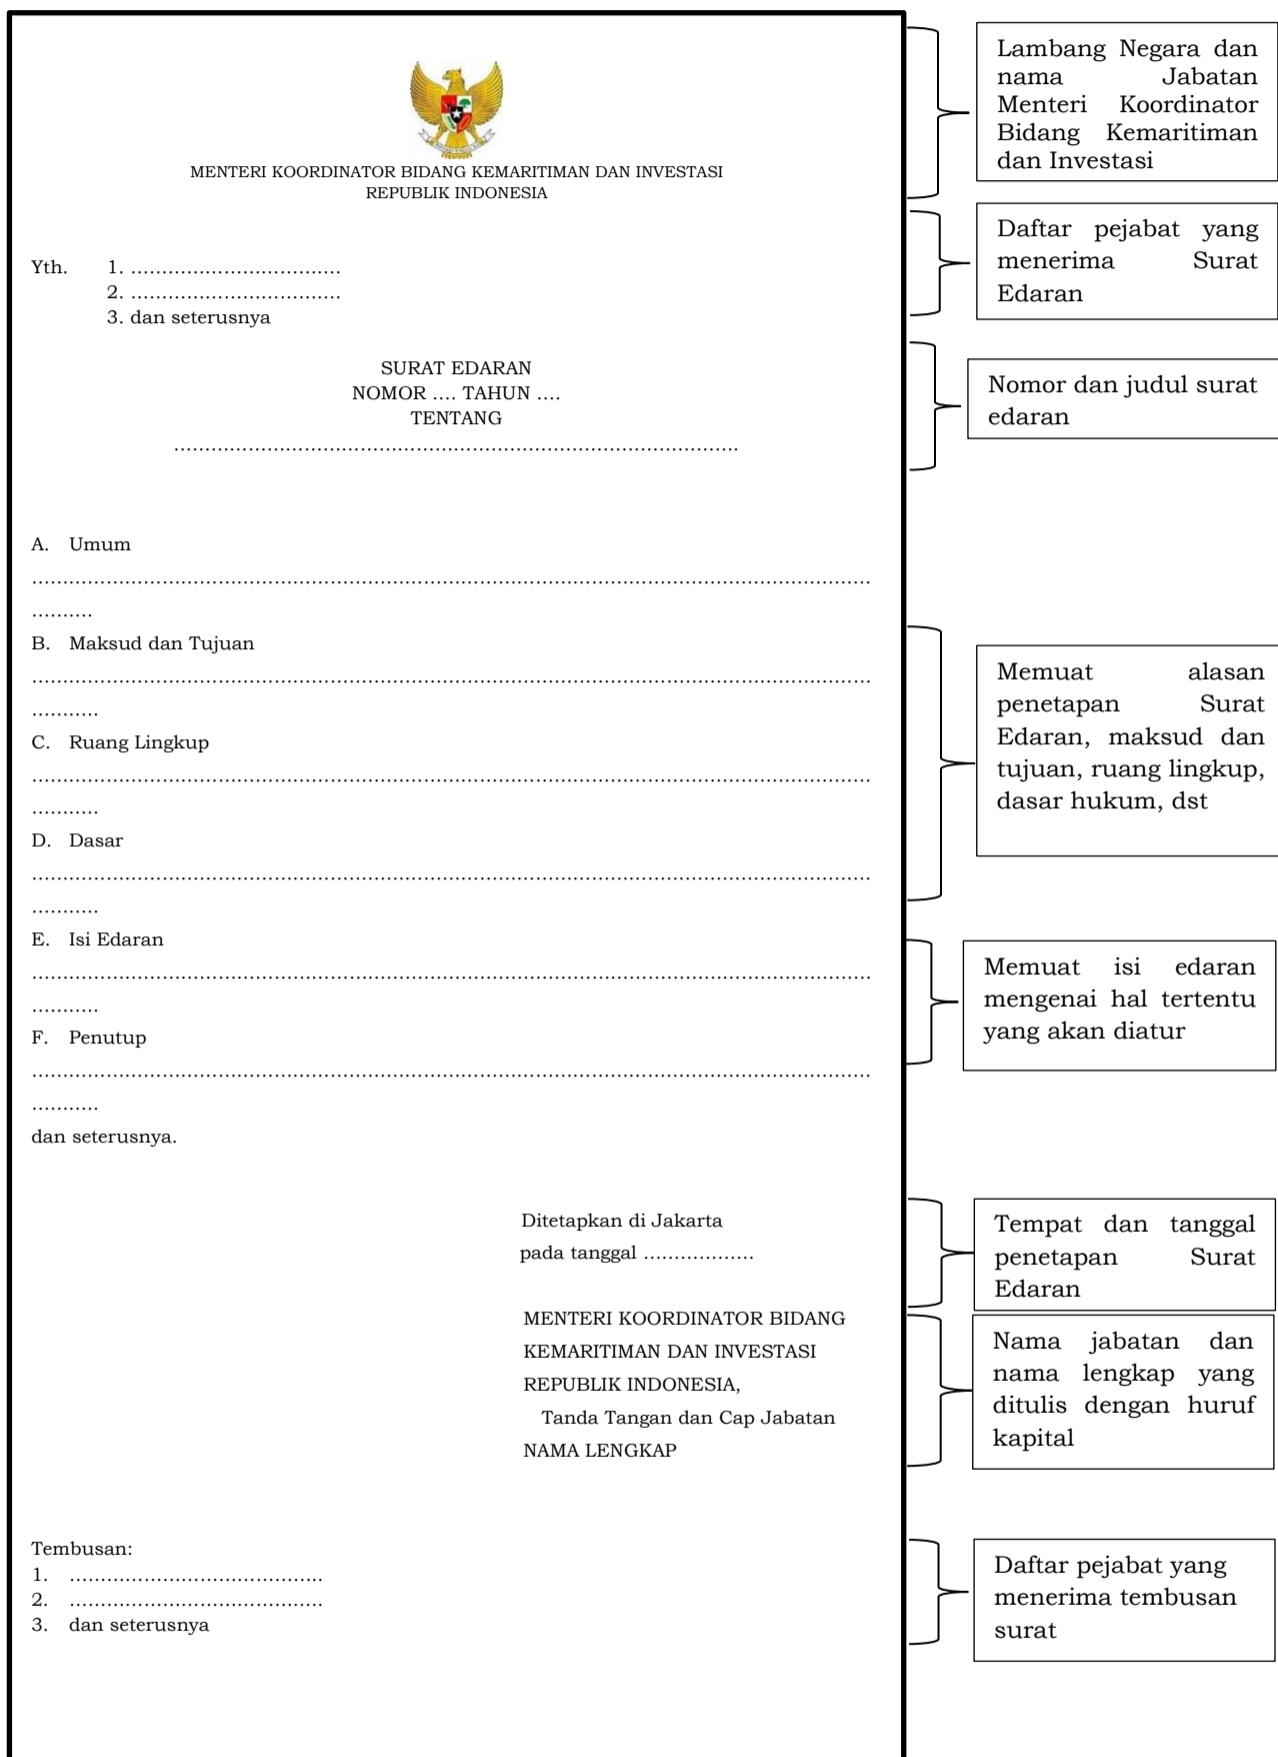 MENTERI KOORDINATOR BIDANG KEMARITIMAN DAN INVESTASI
REPUBLIK INDONESIA
Lambang Negara dan
nama Jabatan
Menteri Koordinator
Bidang Kemaritiman
dan Investasi
Yth. 1. ..................................
2. ..................................
3. dan seterusnya
Daftar pejabat yang
menerima Surat
Edaran
SURAT EDARAN
NOMOR .... TAHUN ....
TENTANG
...........................................................................................
Nomor dan judul surat
edaran
A. Umum
.......................................................................................................................................
..........
B. Maksud dan Tujuan
.......................................................................................................................................
...........
C. Ruang Lingkup
.......................................................................................................................................
...........
D. Dasar
.......................................................................................................................................
...........
Memuat alasan
penetapan Surat
Edaran, maksud dan
tujuan, ruang lingkup,
dasar hukum, dst
E. Isi Edaran
.......................................................................................................................................
...........
F. Penutup
.......................................................................................................................................
...........
dan seterusnya.
Memuat isi edaran
mengenai hal tertentu
yang akan diatur
Ditetapkan di Jakarta
pada tanggal ..................
Tempat dan tanggal
penetapan Surat
Edaran
MENTERI KOORDINATOR BIDANG
KEMARITIMAN DAN INVESTASI
REPUBLIK INDONESIA,
Tanda Tangan dan Cap Jabatan
NAMA LENGKAP
Nama jabatan dan
nama lengkap yang
ditulis dengan huruf
kapital
Tembusan:
1. .........................................
2. .........................................
3. dan seterusnya
Daftar pejabat yang
menerima tembusan
surat